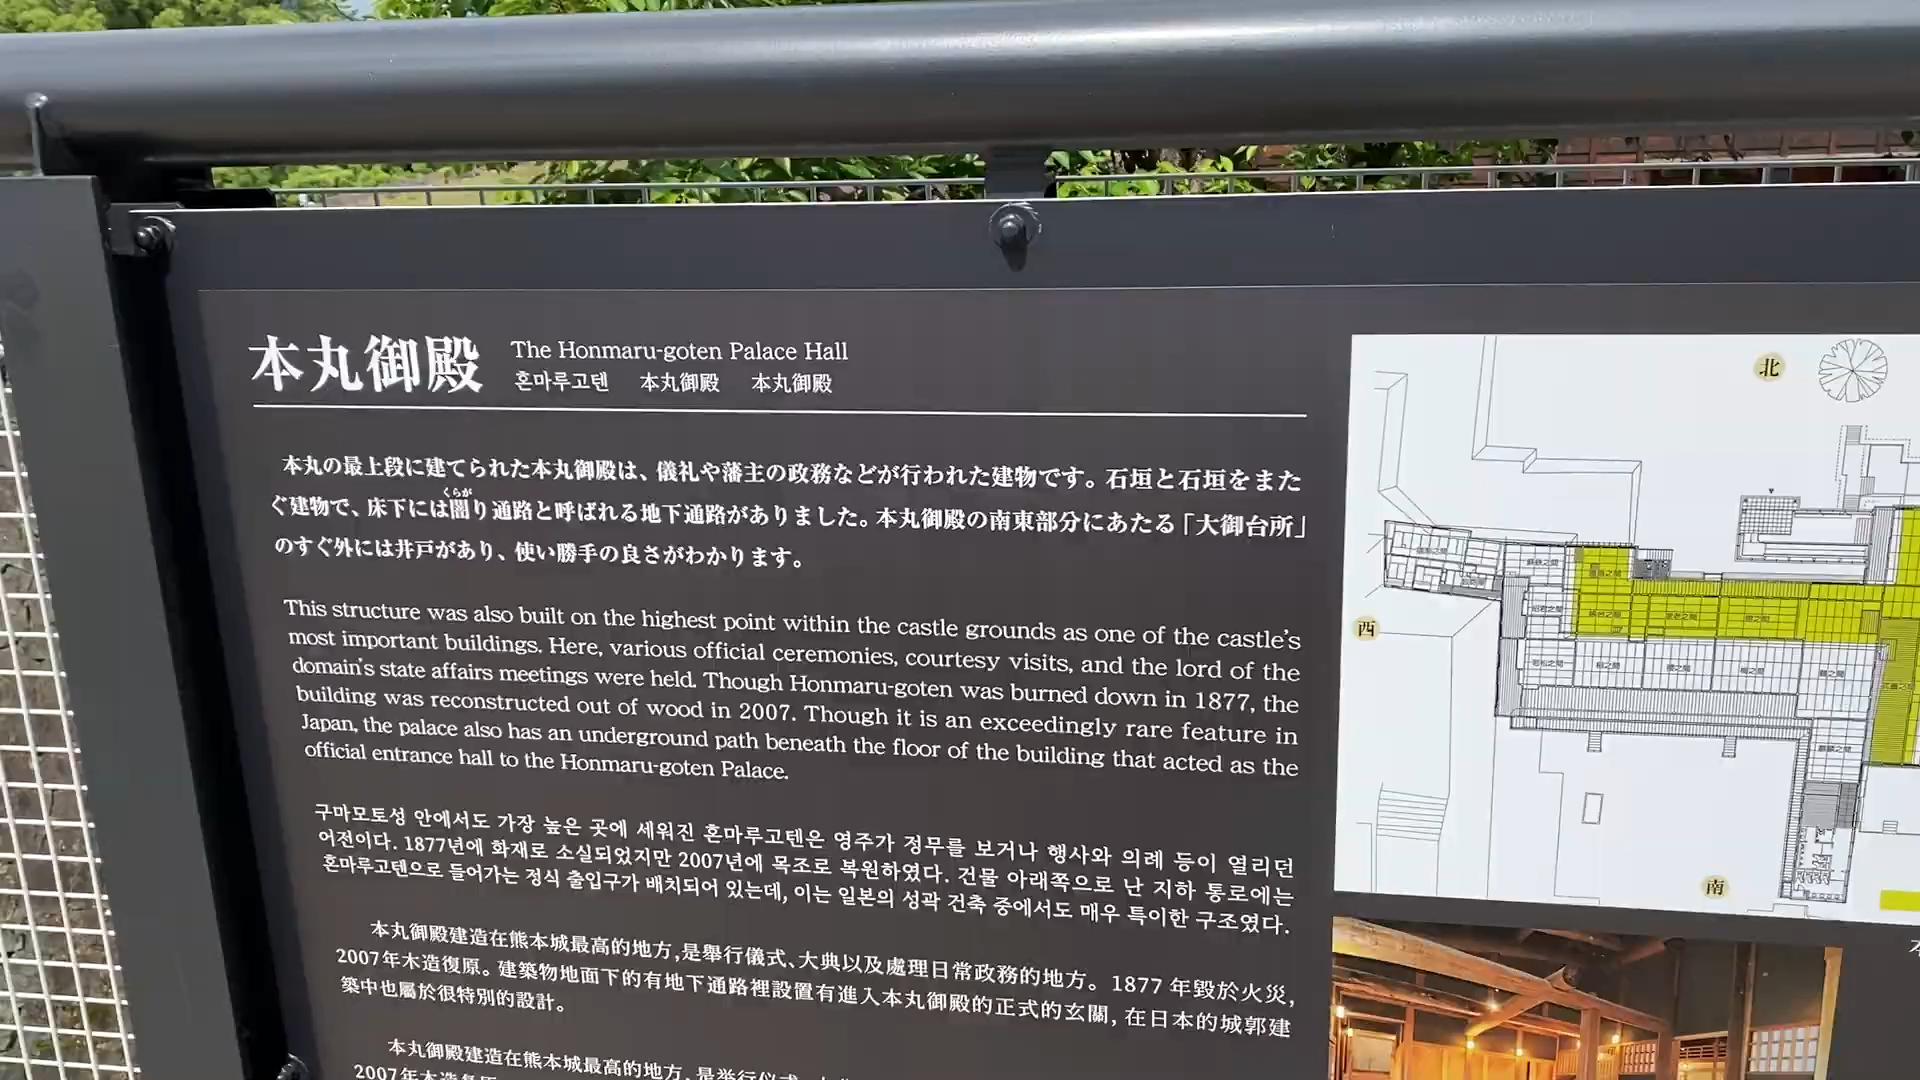 本丸御殿
The Honmaru-goten Palace Hall
혼마루고텐 本丸御殿 本丸御殿
本丸の最上段に建てられた本丸御殿は、儀礼や藩主の政務などが行われた建物です。石垣と石垣をまた
ぐ建物で、床下には闇り通路と呼ばれる地下通路がありました。本丸御殿の南東部分にあたる「大御台所」
くらが
のすぐ外には井戸があり、使い勝手の良さがわかります。
This structure was also built on the highest point within the castle grounds as one of the castle's
most important buildings. Here, various official ceremonies, courtesy visits, and the lord of the
domain's state affairs meetings were held. Though Honmaru-goten was burned down in 1877, the
building was reconstructed out of wood in 2007. Though it is an exceedingly rare feature in
Japan, the palace also has an underground path beneath the floor of the building that acted as the
official entrance hall to the Honmaru-goten Palace.
구마모토성 안에서도 가장 높은 곳에 세워진 혼마루고텐은 영주가 정무를 보거나 행사와 의례 등이 열리던
어전이다. 1877년에 화재로 소실되었지만 2007년에 목조로 복원하였다. 건물 아래쪽으로 난 지하 통로에는
혼마루고텐으로 들어가는 정식 출입구가 배치되어 있는데, 이는 일본의 성곽 건축 중에서도 매우 특이한 구조였다.
本丸御殿建造在熊本城最高的地方,是舉行儀式、大典以及處理日常政務的地方。1877年毀於火災,
2007年木造復原。建築物地面下的有地下通路裡設置有進入本丸御殿的正式的玄關,在日本的城郭建
築中也屬於很特別的設計。
本丸御殿建造在熊本城最高的地方,是举行仪式
2007年木造
北
西
南